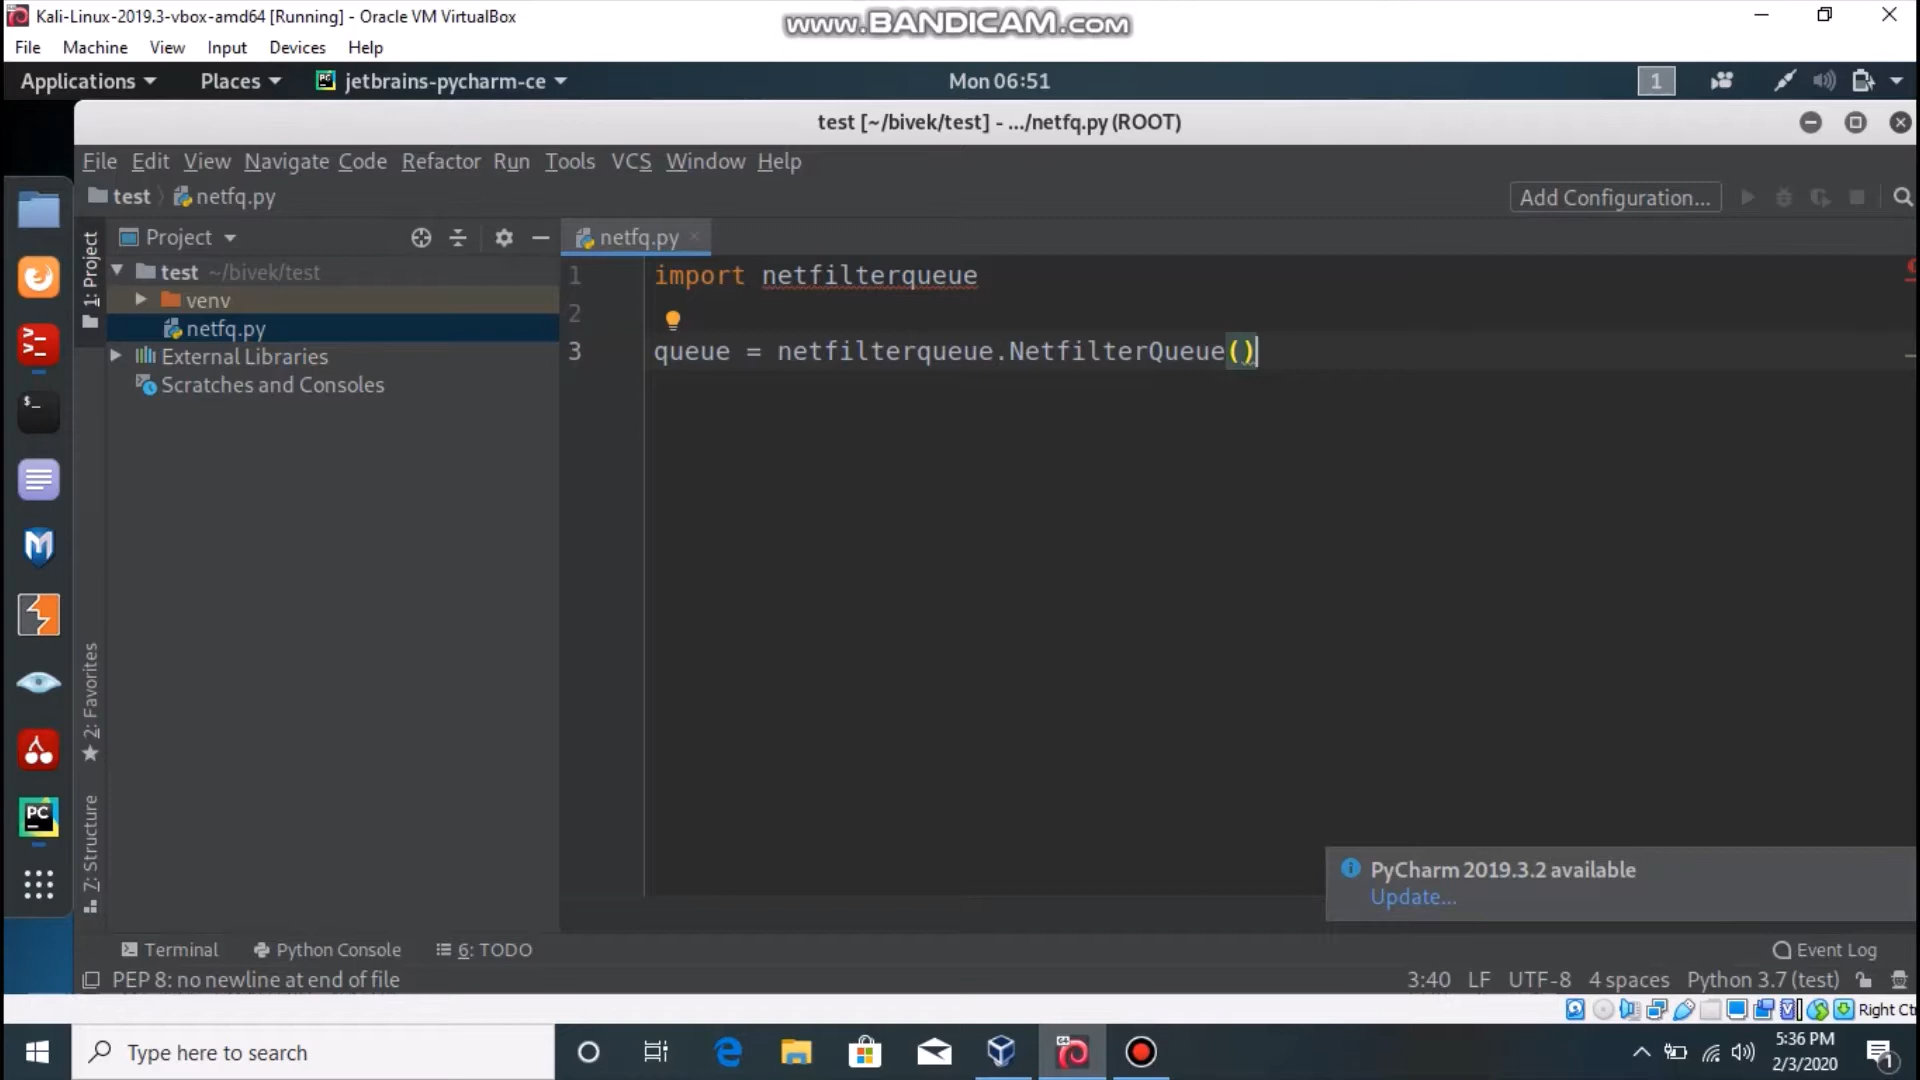 Kali-Linux-2019.3-vbox-amd64 [Running] - Oracle VM VirtualBox
www.BANDICAM.com
File Machine View Input Devices Help
Applications Places jetbrains-pycharm-ce Mon 06:51 1
test [~/bivek/test] - .../netfq.py (ROOT)
File Edit View Navigate Code Refactor Run Tools VCS Window Help
test netfq.py Add Configuration...
1: Project
Project
netfq.py
test ~/bivek/test
venv
netfq.py
External Libraries
Scratches and Consoles
1 import netfilterqueue
2
3 queue = netfilterqueue.NetfilterQueue()
2: Favorites
7: Structure
PC
PyCharm 2019.3.2 available
Update...
Terminal Python Console 6: TODO Event Log
PEP 8: no newline at end of file 3:40 LF UTF-8 4 spaces Python 3.7 (test)
Right Ct
Type here to search
5:36 PM
2/3/2020
1